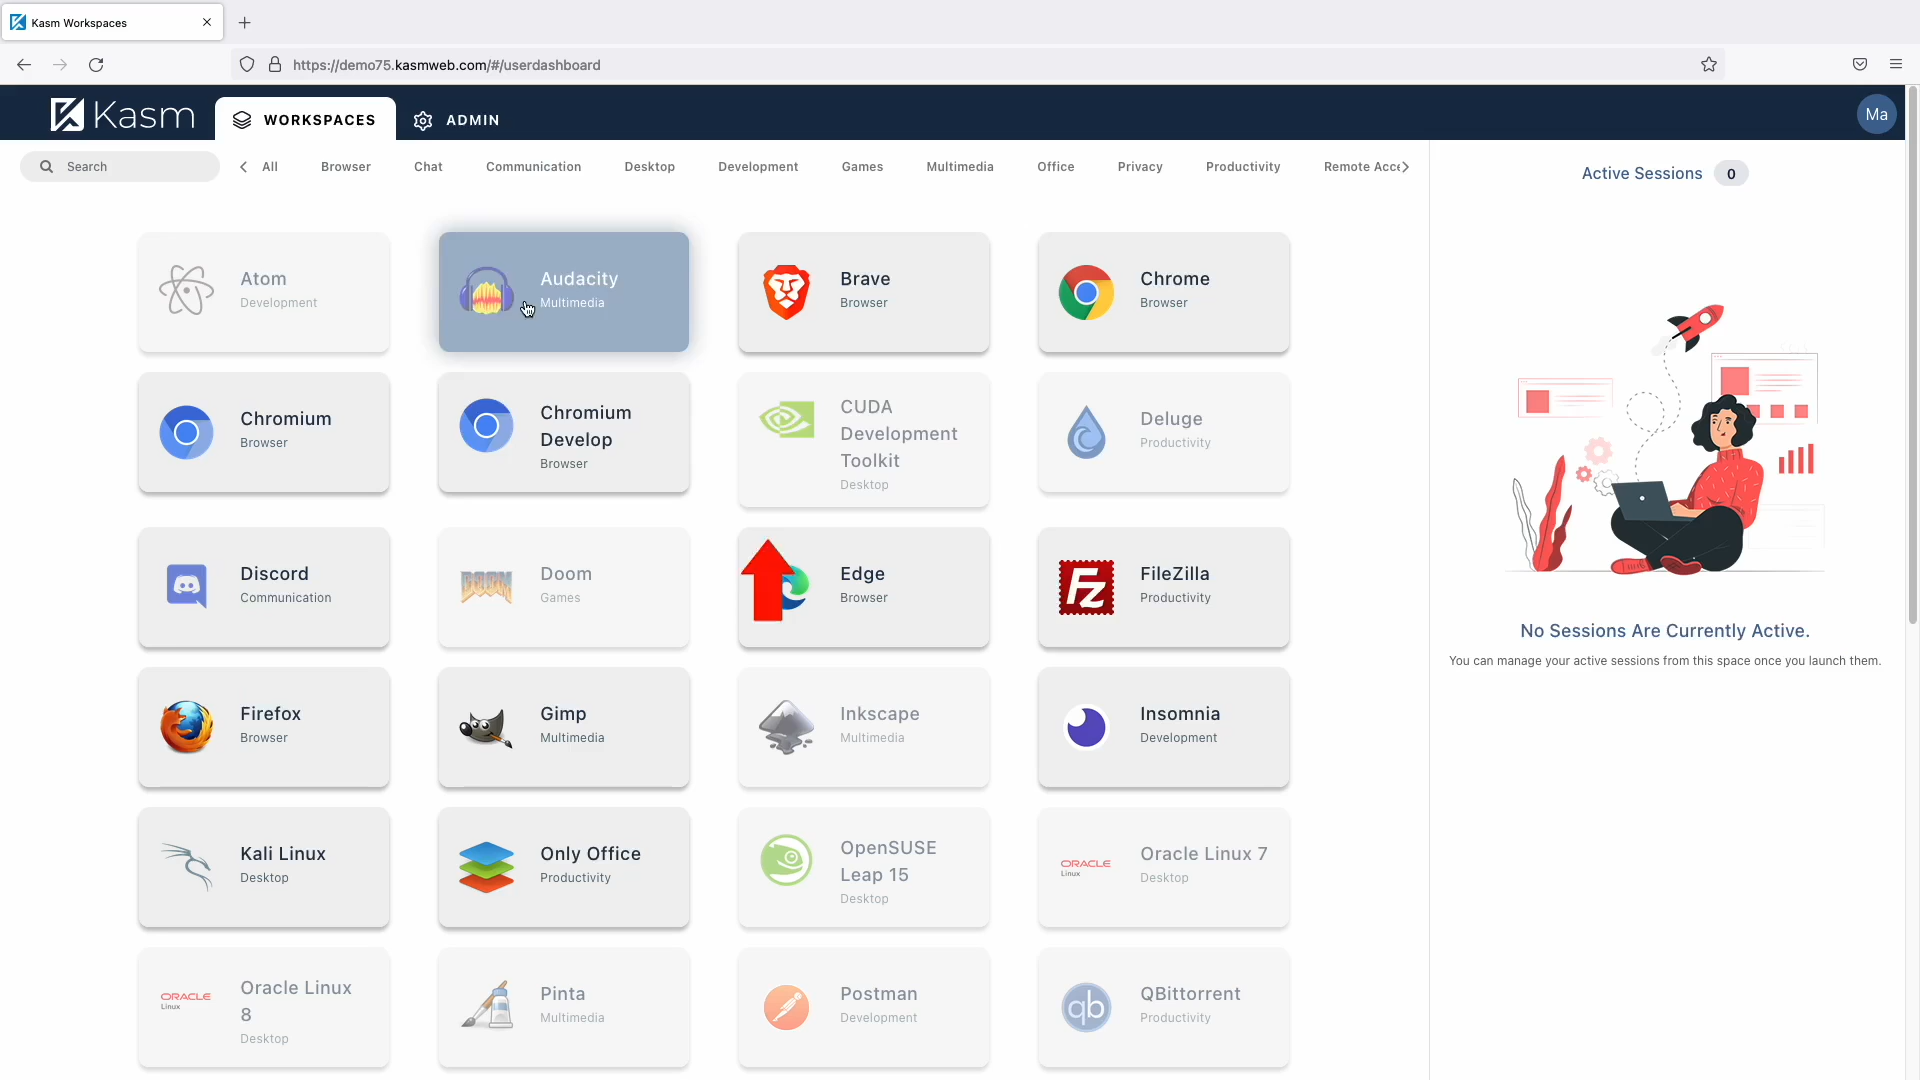 Kasm Workspaces
https://demo75.kasmweb.com/#/userdashboard
Kasm
WORKSPACES
ADMIN
Ma
Search
All
Browser
Chat
Communication
Desktop
Development
Games
Multimedia
Office
Privacy
Productivity
Remote Acce
Active Sessions 0
Atom
Development
Audacity
Multimedia
Brave
Browser
Chrome
Browser
Chromium
Browser
Chromium
Develop
Browser
CUDA
Development
Toolkit
Desktop
Deluge
Productivity
Discord
Communication
DOOM
Doom
Games
Edge
Browser
Fz
FileZilla
Productivity
Firefox
Browser
Gimp
Multimedia
Inkscape
Multimedia
Insomnia
Development
Kali Linux
Desktop
Only Office
Productivity
OpenSUSE
Leap 15
Desktop
ORACLE
Linux
Oracle Linux 7
Desktop
ORACLE
Linux
Oracle Linux
8
Desktop
Pinta
Multimedia
Postman
Development
qb
QBittorrent
Productivity
No Sessions Are Currently Active.
You can manage your active sessions from this space once you launch them.